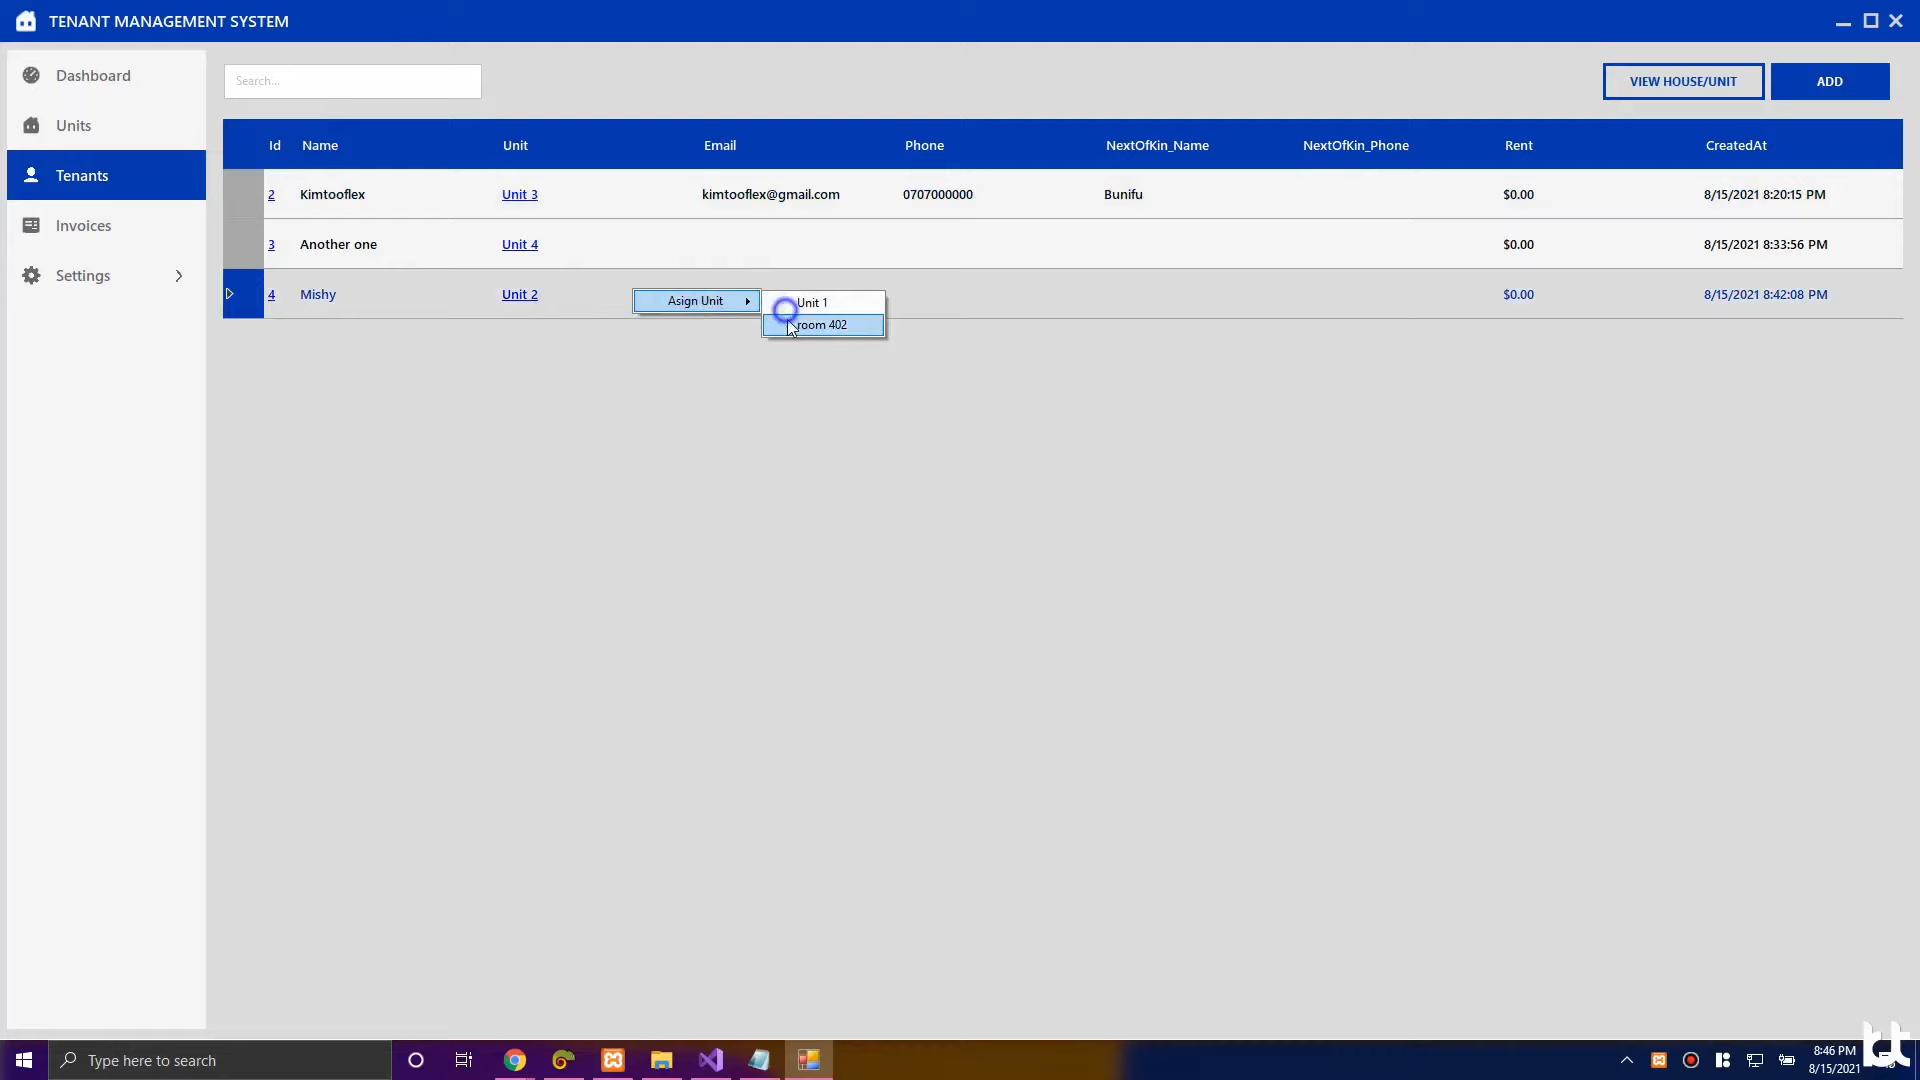 TENANT MANAGEMENT SYSTEM
Dashboard
Units
Tenants
Invoices
Settings
Search...
VIEW HOUSE/UNIT
ADD
Id Name Unit Email Phone NextOfKin_Name NextOfKin_Phone Rent CreatedAt
2 Kimtooflex Unit 3 kimtooflex@gmail.com 0707000000 Bunifu $0.00 8/15/2021 8:20:15 PM
3 Another one Unit 4 $0.00 8/15/2021 8:33:56 PM
4 Mishy Unit 2 $0.00 8/15/2021 8:42:08 PM
Asign Unit
Unit 1
room 402
Type here to search
8:46 PM
8/15/2021